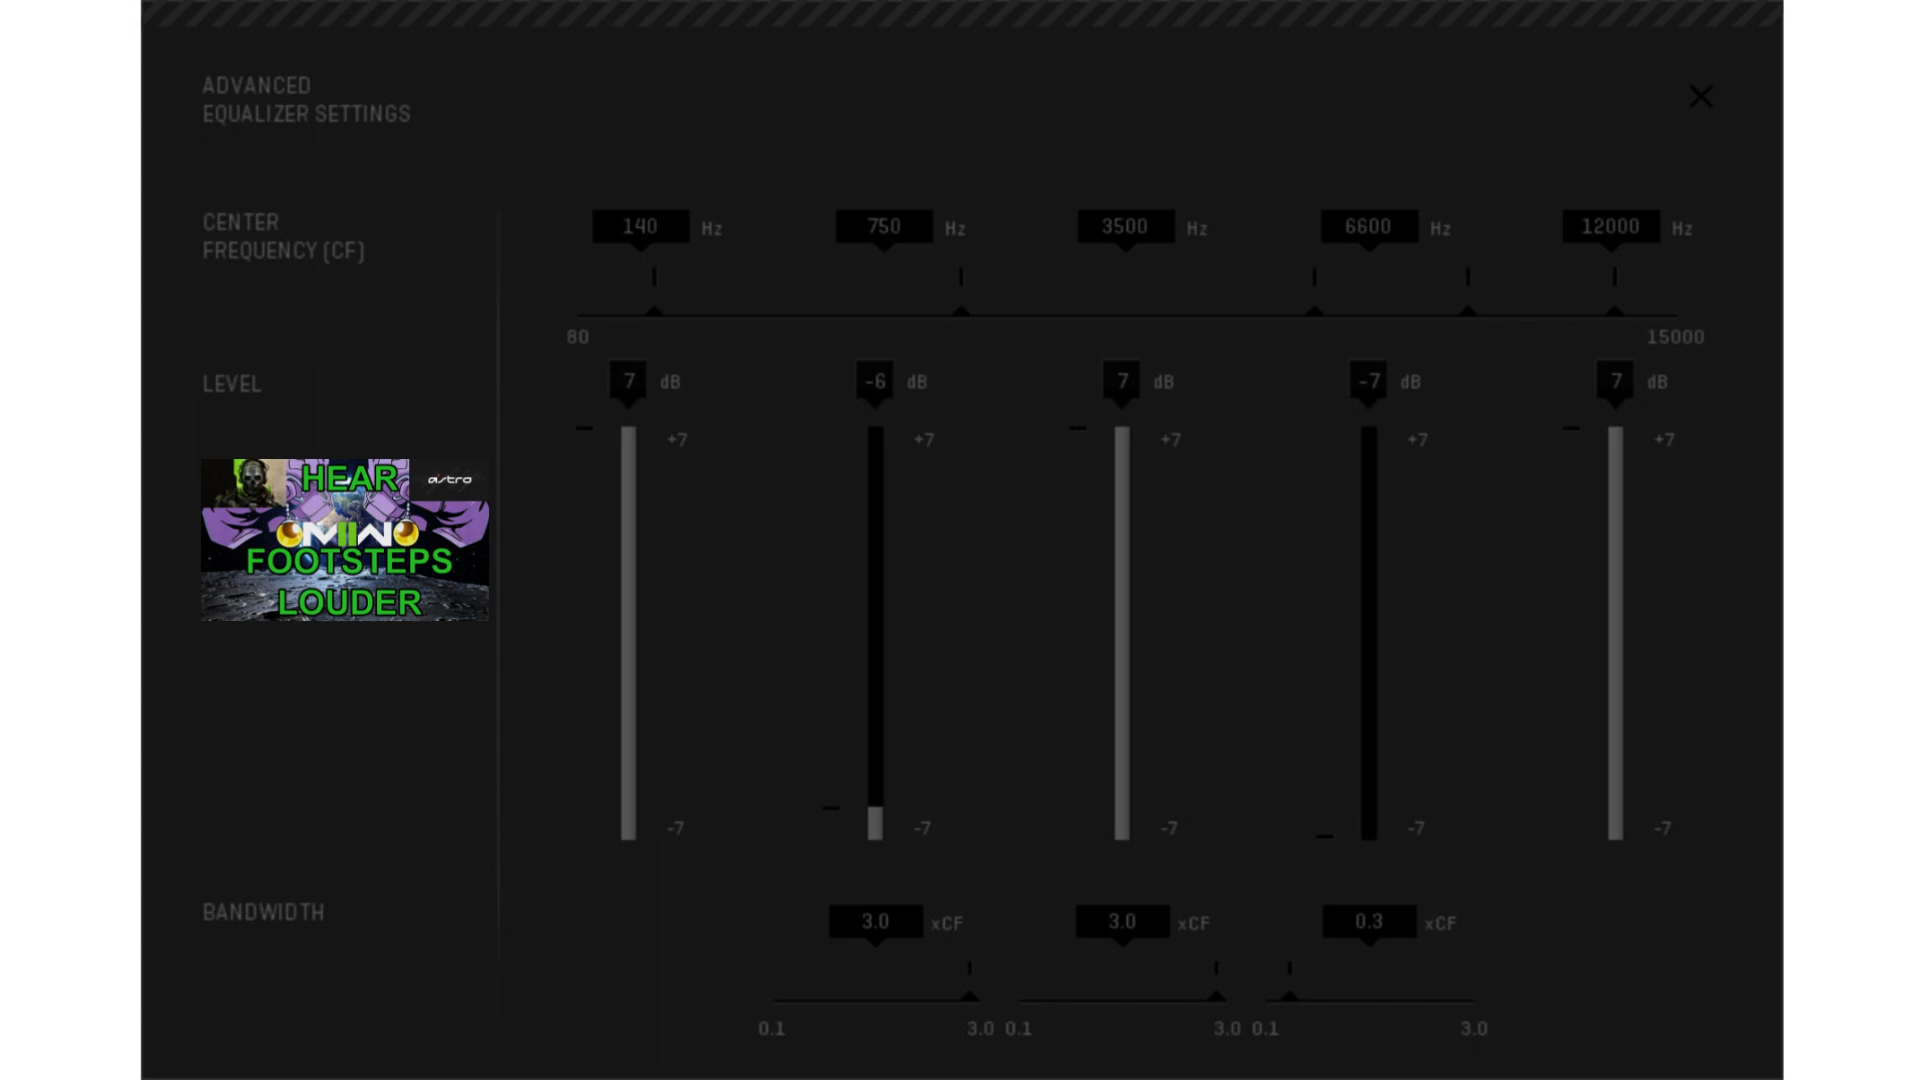 ADVANCED
EQUALIZER SETTINGS
CENTER
FREQUENCY (CF)
140 Hz 750 Hz 3500 Hz 6600 Hz 12000 Hz
80 15000
LEVEL
7 dB -6 dB 7 dB -7 dB 7 dB
+7 +7 +7 +7 +7
HEAR
astro
MIIW
FOOTSTEPS
LOUDER
-7 -7 -7 -7 -7
BANDWIDTH
3.0 xCF 3.0 xCF 0.3 xCF
0.1 3.0 0.1 3.0 0.1 3.0